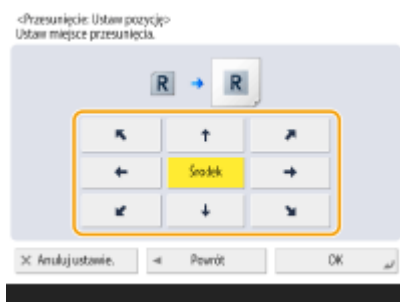 <Przesunięcie: Ustaw pozycję>
Ustaw miejsce przesunięcia.
R R
Środek
Anuluj ustawie. Powrót OK